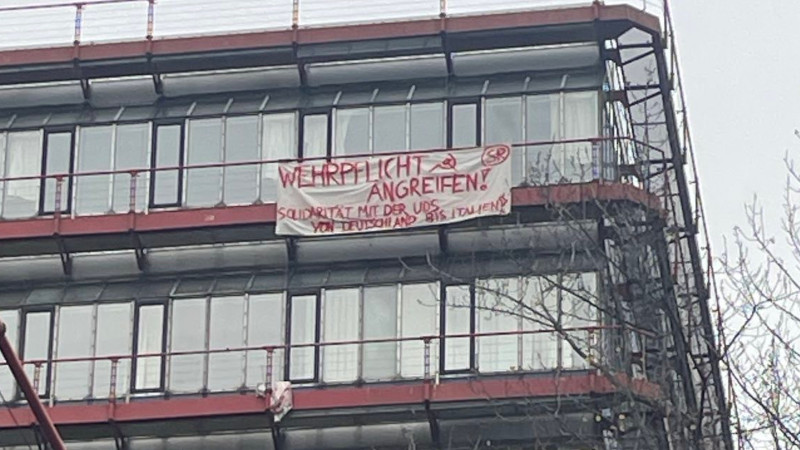 WEHRPFLICHT ☭ SR
ANGREIFEN!
SOLIDARITÄT MIT DER UDS
VON DEUTSCHLAND BIS ITALIEN!